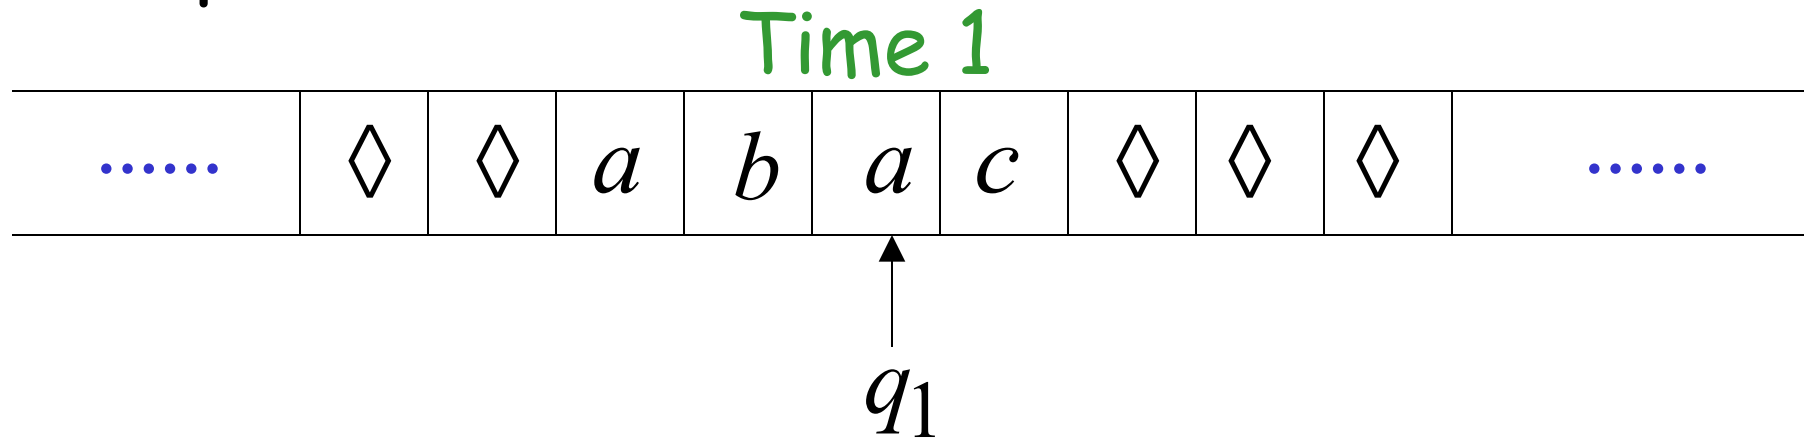 Time 1
...... ◊ ◊ a b a c ◊ ◊ ◊ ......
q₁